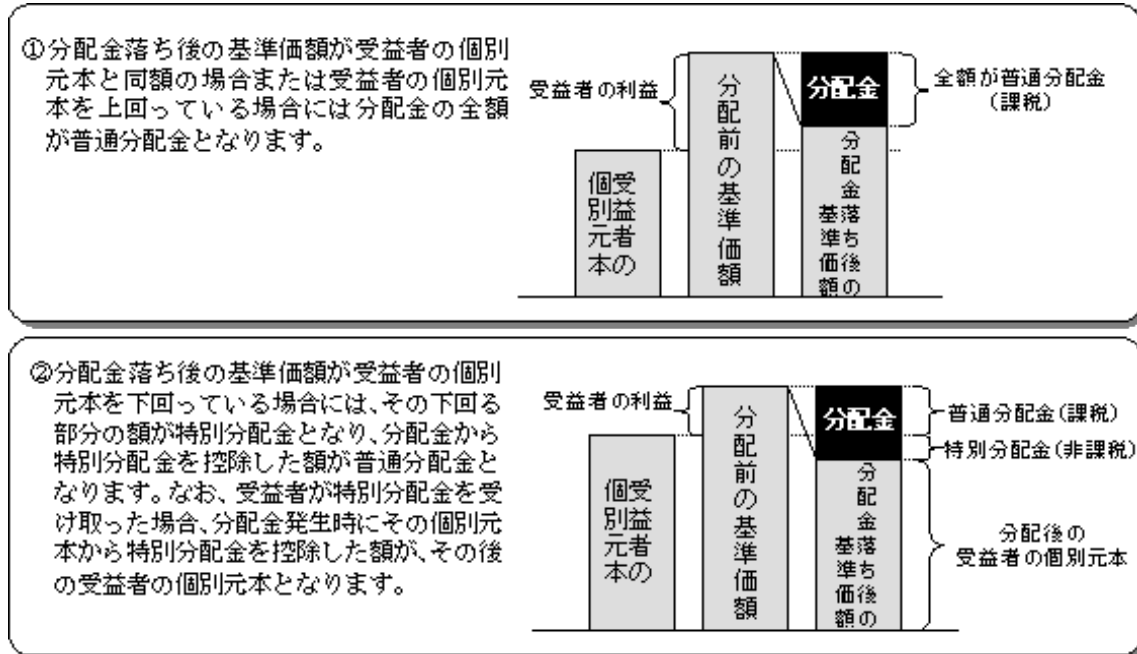 ①分配金落ち後の基準価額が受益者の個別
元本と同額の場合または受益者の個別元
本を上回っている場合には分配金の全額
が普通分配金となります。
受益者の利益
受益者の
個別元本
分配前の基準価額
分配金
分配金落ち後の
基準価額
全額が普通分配金
(課税)
②分配金落ち後の基準価額が受益者の個別
元本を下回っている場合には、その下回る
部分の額が特別分配金となり、分配金から
特別分配金を控除した額が普通分配金と
なります。なお、受益者が特別分配金を受
け取った場合、分配金発生時にその個別元
本から特別分配金を控除した額が、その後
の受益者の個別元本となります。
受益者の利益
受益者の
個別元本
分配前の基準価額
分配金
分配金落ち後の
基準価額
普通分配金(課税)
特別分配金(非課税)
分配後の
受益者の個別元本